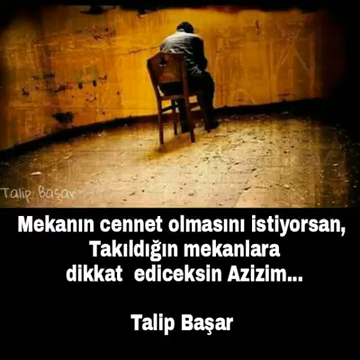 Talip Başar
Mekanın cennet olmasını istiyorsan,
Takıldığın mekanlara
dikkat ediceksin Azizim...
Talip Başar